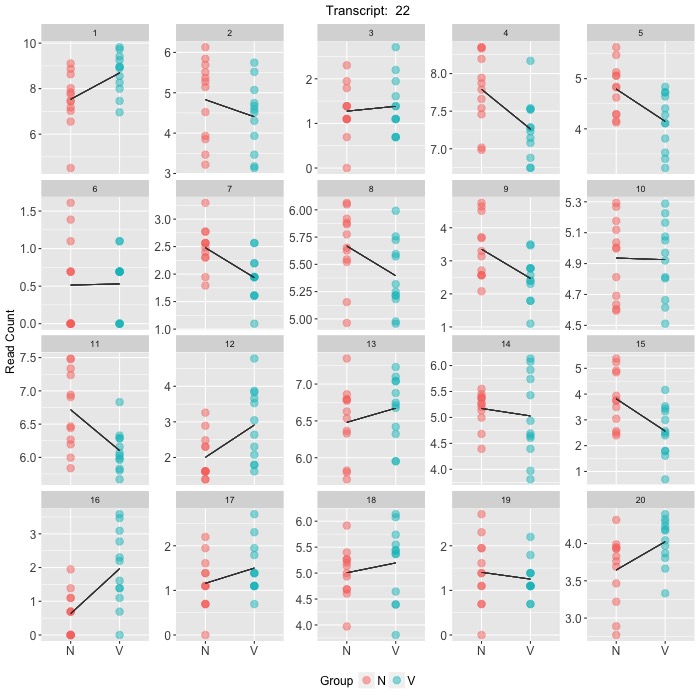 Transcript: 22
1 2 3 4 5
10 8 6
6 5 4 3
2 1 0
8.0 7.5 7.0
5 4
6 7 8 9 10
1.5 1.0 0.5 0.0
3.0 2.5 2.0 1.5 1.0
6.00 5.75 5.50 5.25 5.00
4 3 2 1
5.3 5.1 4.9 4.7 4.5
Read Count
11 12 13 14 15
7.5 7.0 6.5 6.0
4 3 2
7.0 6.5 6.0
6.0 5.5 5.0 4.5 4.0
5 4 3 2 1
16 17 18 19 20
3 2 1 0
2 1 0
6.0 5.5 5.0 4.5 4.0
2 1 0
4.0 3.5 3.0
N V N V N V N V N V
Group N V